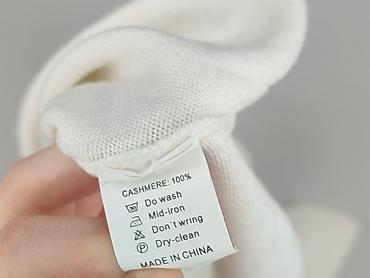 CASHMERE: 100%
Do wash
Mid-iron
Don`t wring
Dry-clean
MADE IN CHINA